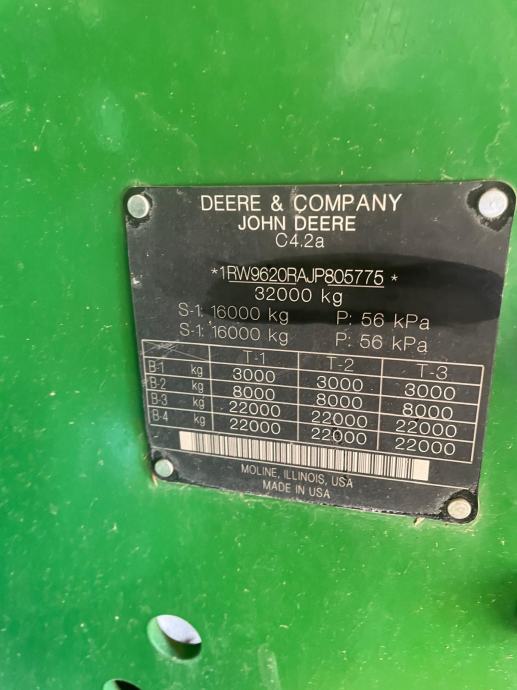 DEERE & COMPANY
JOHN DEERE
C4.2a
*1RW9620RAJP805775*
32000 kg
S-1: 16000 kg P: 56 kPa
S-1: 16000 kg P: 56 kPa
T-1 T-2 T-3
B-1 kg 3000 3000 3000
B-2 kg 8000 8000 8000
B-3 kg 22000 22000 22000
B-4 kg 22000 22000 22000
MOLINE, ILLINOIS, USA
MADE IN USA